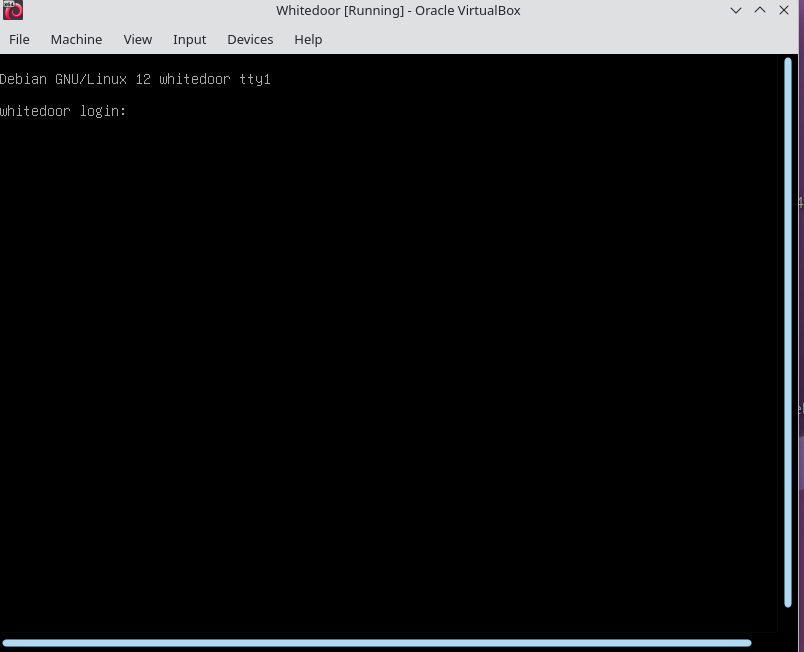 Whitedoor [Running] - Oracle VirtualBox
File Machine View Input Devices Help
Debian GNU/Linux 12 whitedoor tty1
whitedoor login: